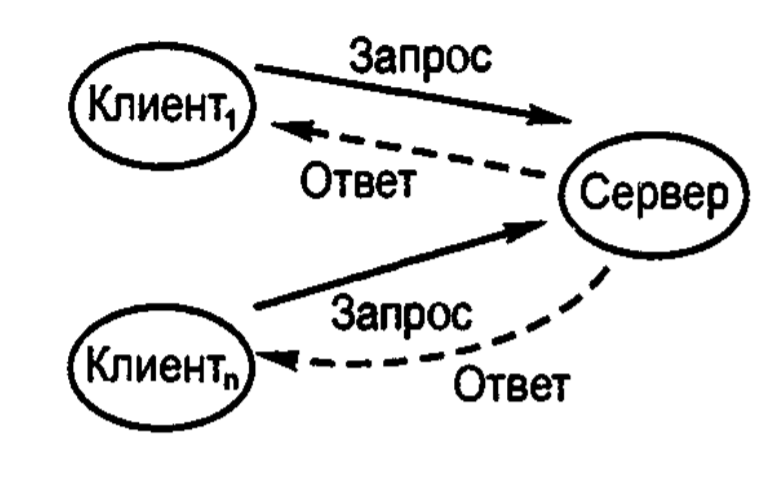 Запрос
Клиент1
Ответ
Сервер
Запрос
Клиентn
Ответ